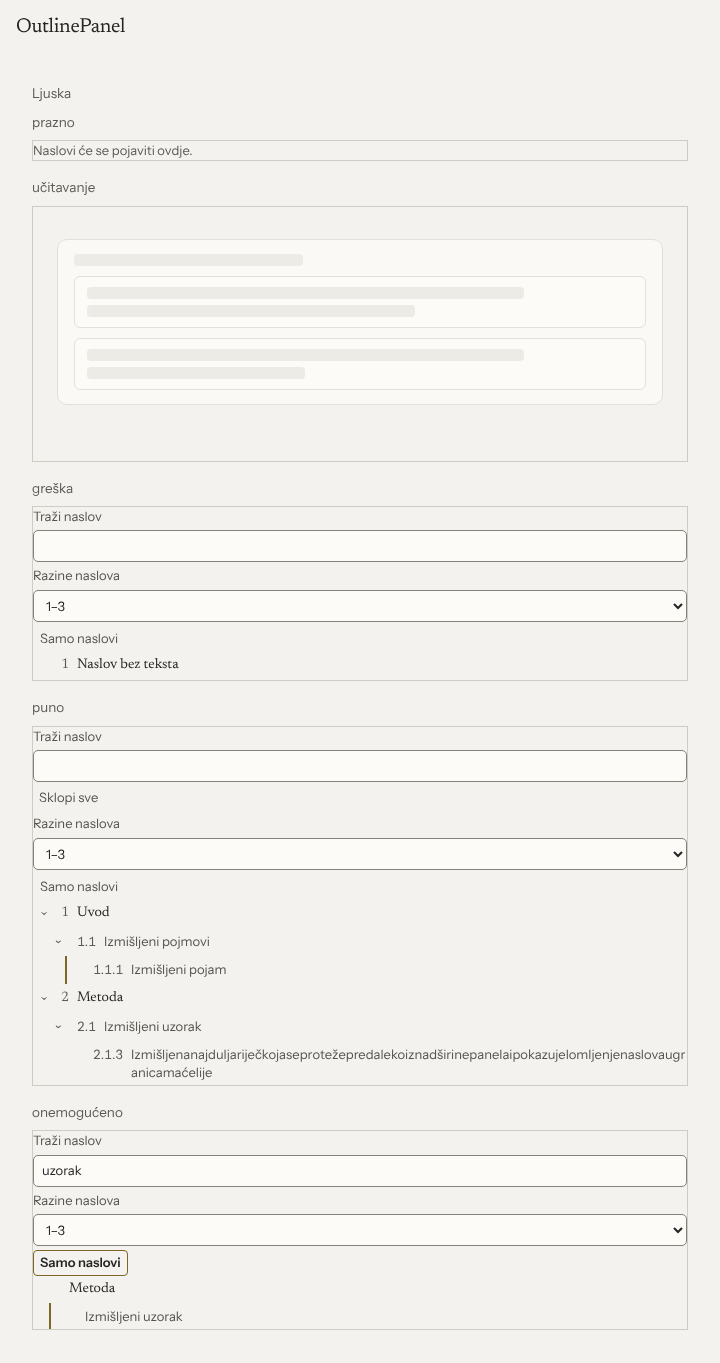 OutlinePanel
Ljuska
prazno
Naslovi će se pojaviti ovdje.
učitavanje
greška
Traži naslov
Razine naslova
1–3
Samo naslovi
1 Naslov bez teksta
puno
Traži naslov
Sklopi sve
Razine naslova
1–3
Samo naslovi
1 Uvod
1.1 Izmišljeni pojmovi
1.1.1 Izmišljeni pojam
2 Metoda
2.1 Izmišljeni uzorak
2.1.3 Izmišljenanajduljariječkojaseprotežepredalekoiznadširinepanelaipokazujelomljenjenaslovaugr
anicamaćelije
onemogućeno
Traži naslov
uzorak
Razine naslova
1–3
Samo naslovi
Metoda
Izmišljeni uzorak